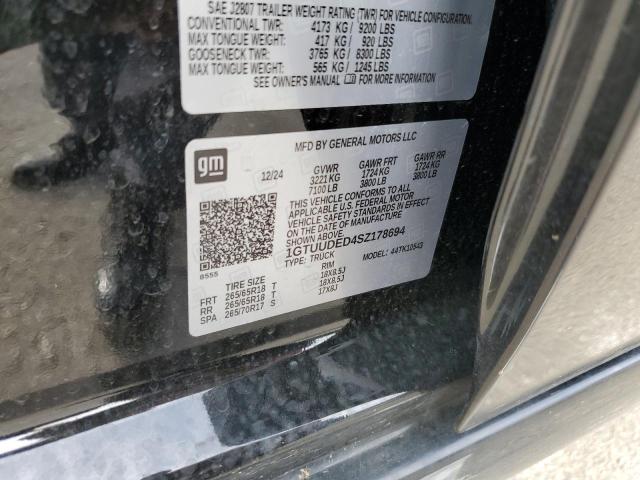 SAE J2807 TRAILER WEIGHT RATING (TWR) FOR VEHICLE CONFIGURATION.
CONVENTIONAL TWR: 4173 KG / 9200 LBS
MAX TONGUE WEIGHT: 417 KG / 920 LBS
GOOSENECK TWR: 3765 KG / 8300 LBS
MAX TONGUE WEIGHT: 565 KG / 1245 LBS
SEE OWNER'S MANUAL FOR ADDITIONAL INFORMATION.
MFD BY GENERAL MOTORS LLC
gm
12/24 GVWR GAWR FRT GAWR RR
3221 KG 1724 KG 1724 KG
7100 LB 3800 LB 3800 LB
THIS VEHICLE CONFORMS TO ALL
APPLICABLE U.S. FEDERAL MOTOR
VEHICLE SAFETY STANDARDS
IN EFFECT ON THE DATE OF MANUFACTURE SHOWN
ABOVE.
1GTUUDED4SZ178694
TYPE: TRUCK MODEL: 44TK10543
8555
TIRE SIZE RIM
FRT 265/65R18 T 18X8.5J
RR 265/65R18 T 18X8.5J
SPA 265/70R17 S 17X8J